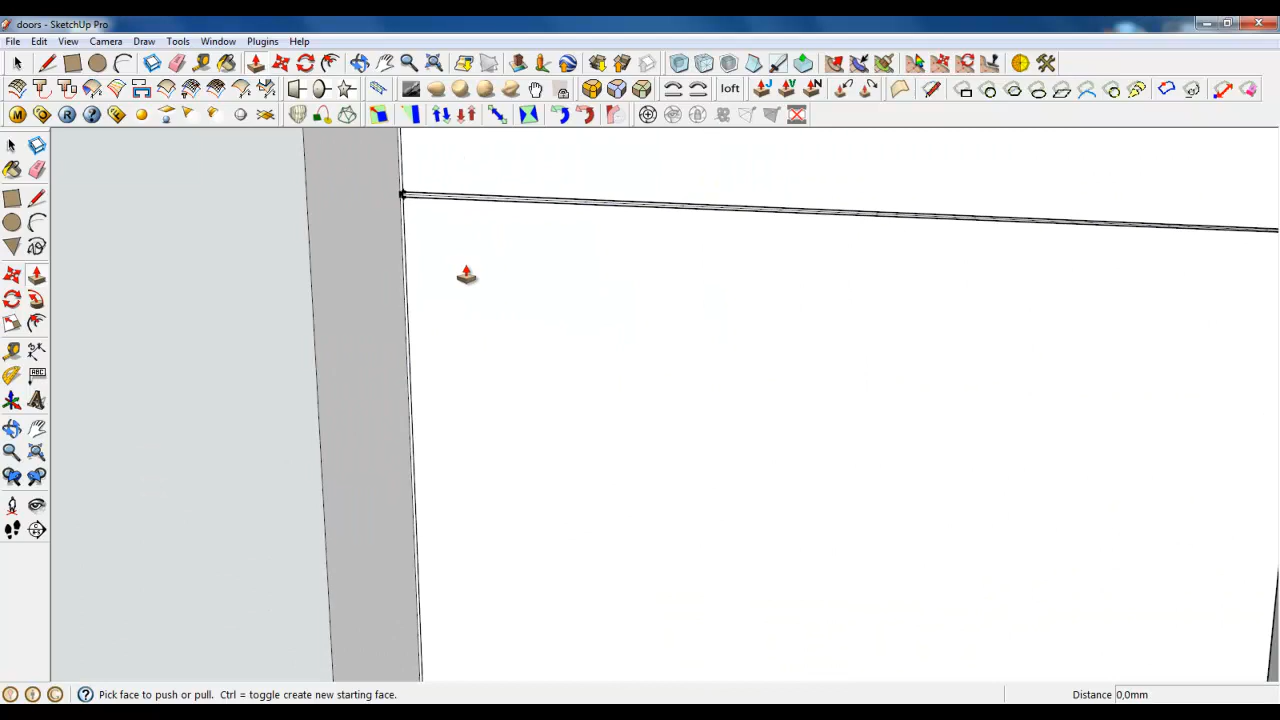 doors - SketchUp Pro
File Edit View Camera Draw Tools Window Plugins Help
loft J V N
M R ?
ABC
? Pick face to push or pull. Ctrl = toggle create new starting face. Distance 0,0mm